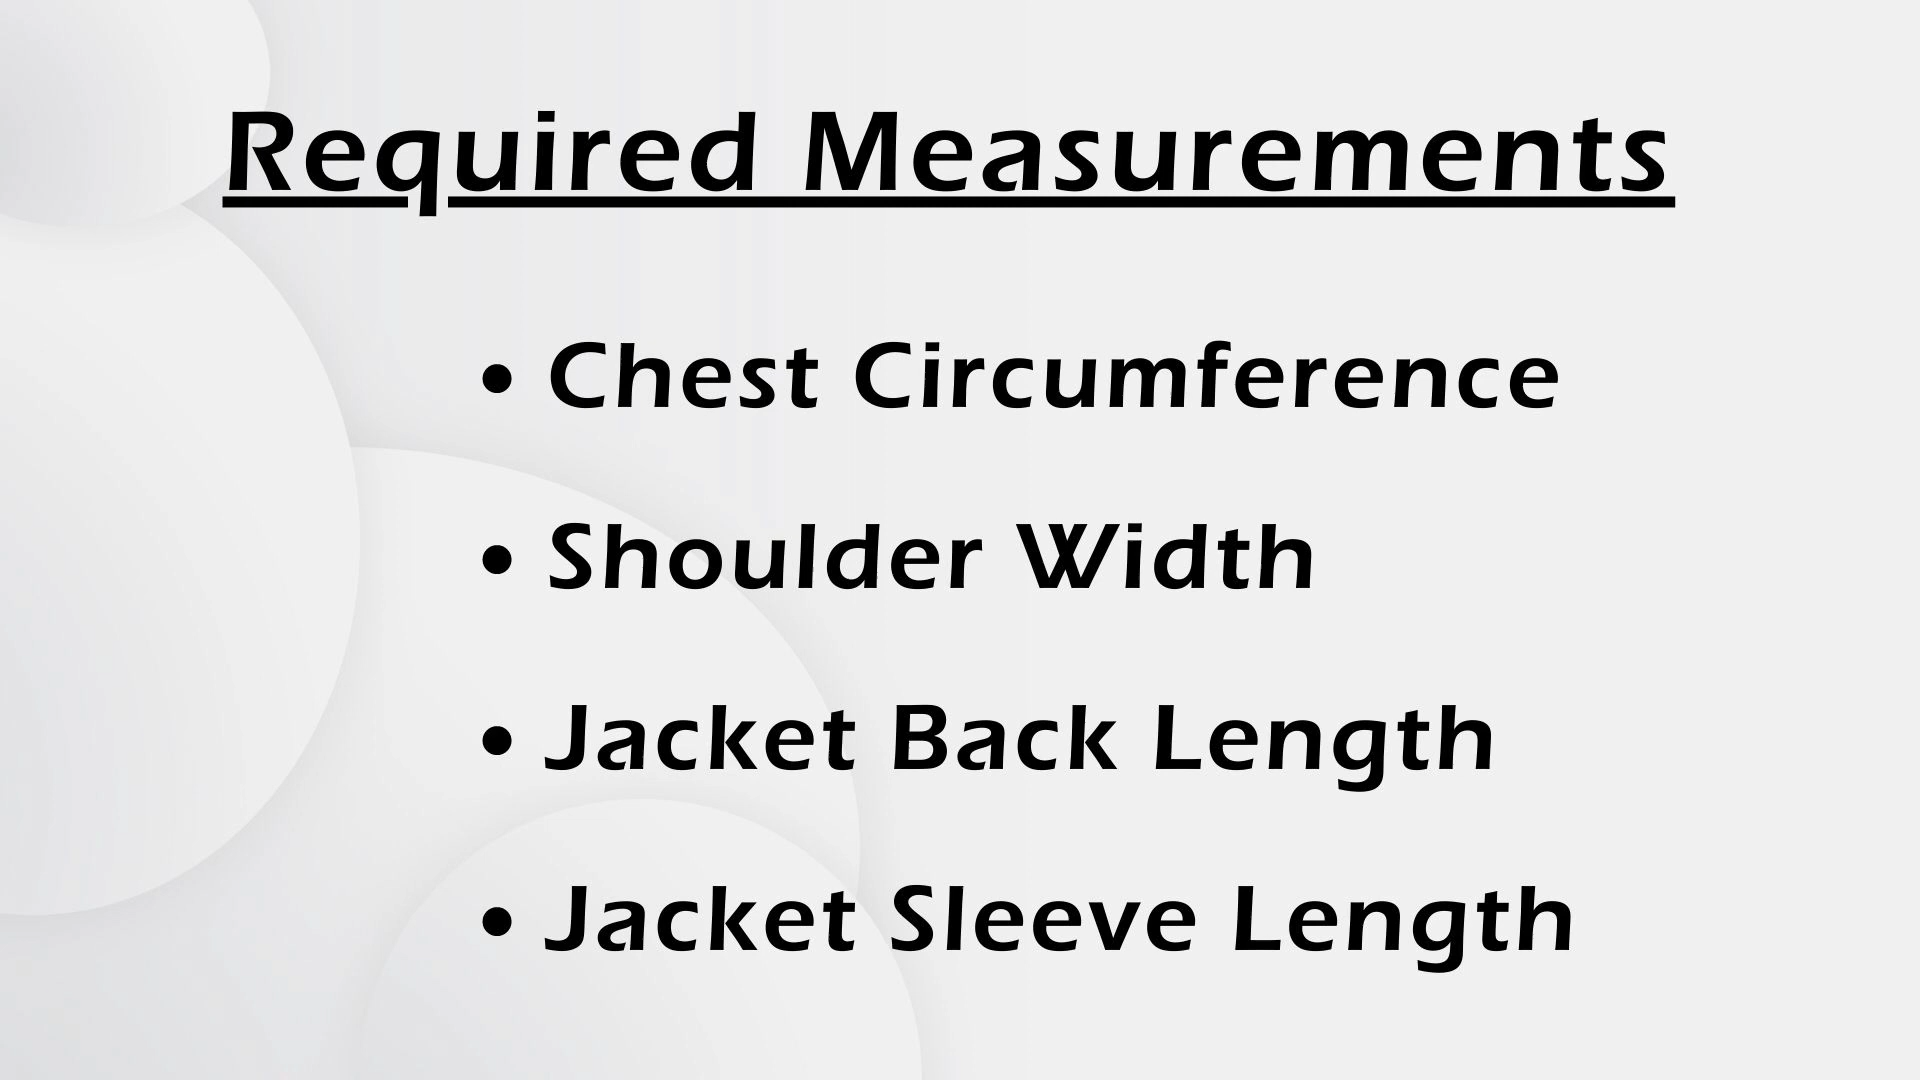 Required Measurements
• Chest Circumference
• Shoulder Width
• Jacket Back Length
• Jacket Sleeve Length